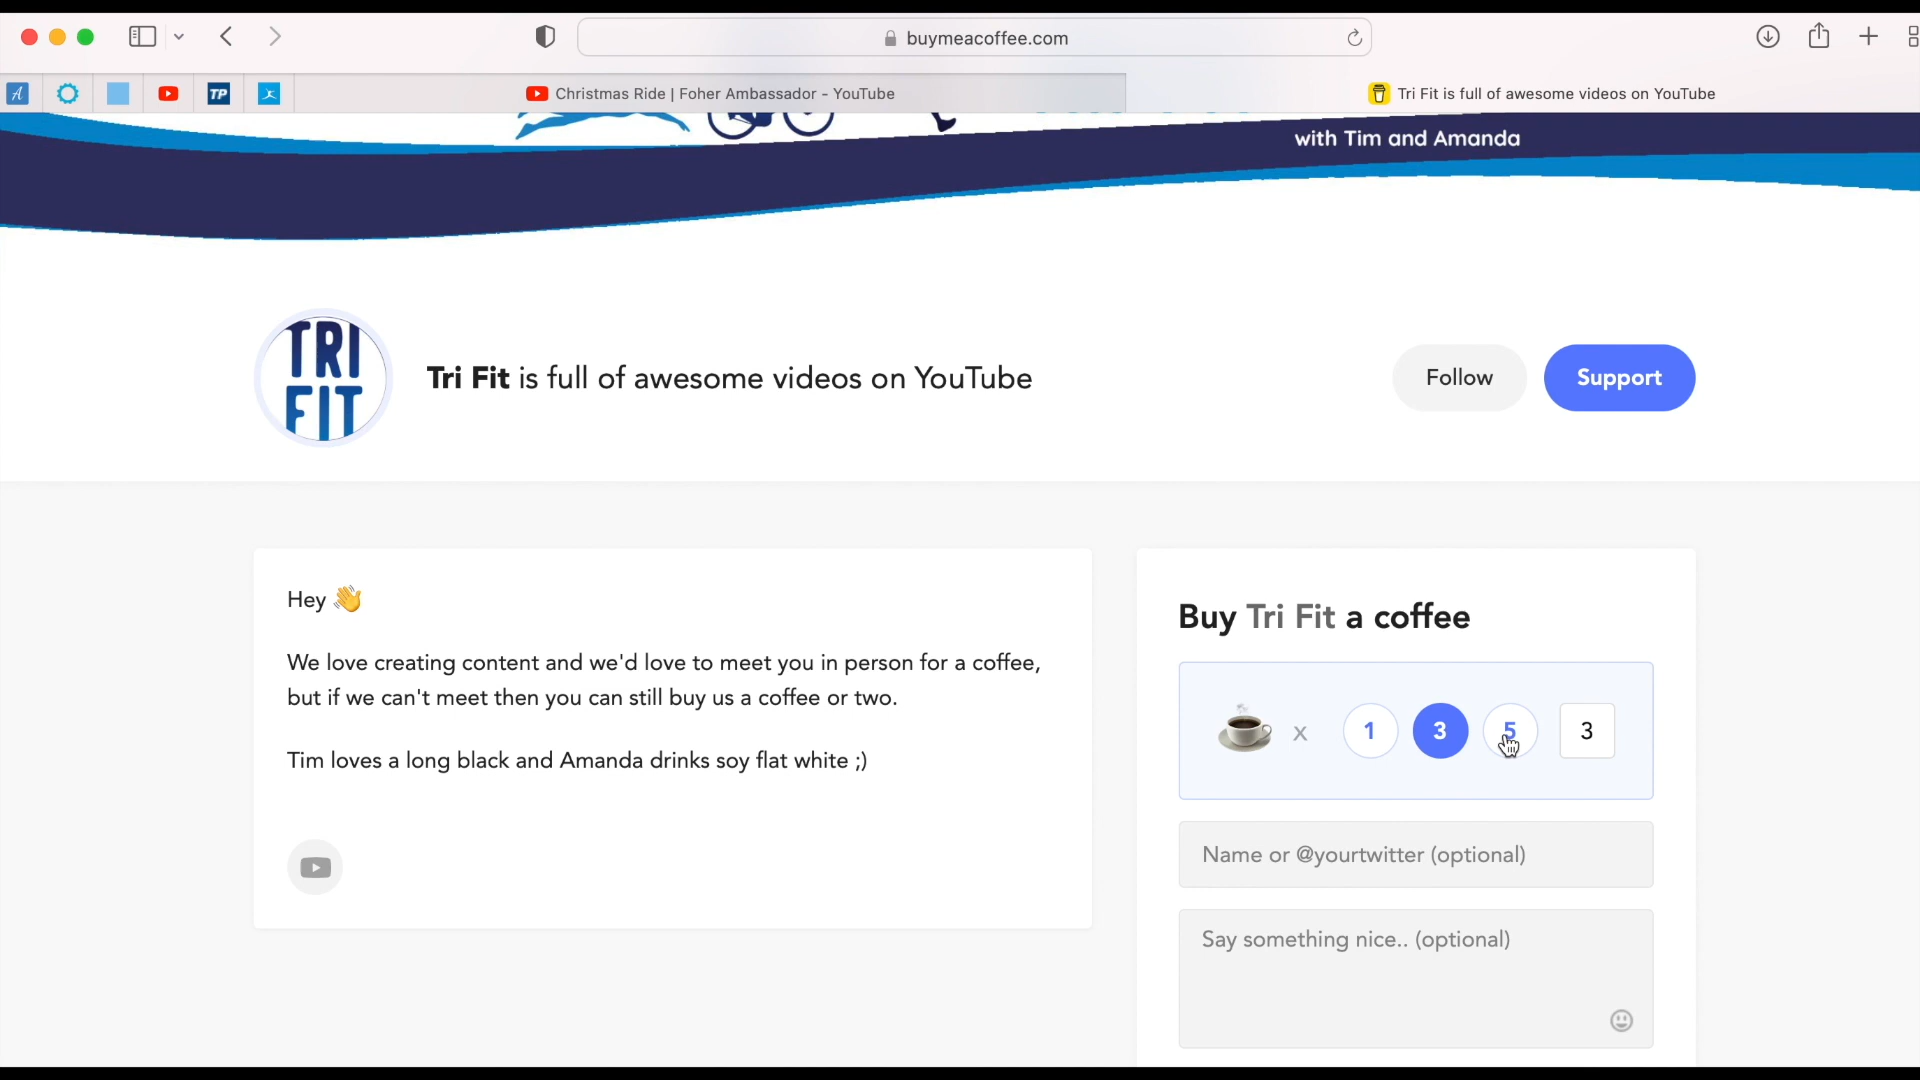 buymeacoffee.com
A
TP
Christmas Ride | Foher Ambassador - YouTube
Tri Fit is full of awesome videos on YouTube
with Tim and Amanda
TRI
FIT
Tri Fit is full of awesome videos on YouTube
Follow
Support
Hey 👋
We love creating content and we'd love to meet you in person for a coffee,
but if we can't meet then you can still buy us a coffee or two.
Tim loves a long black and Amanda drinks soy flat white ;)
Buy Tri Fit a coffee
x 1 3 5 3
Name or @yourtwitter (optional)
Say something nice.. (optional)